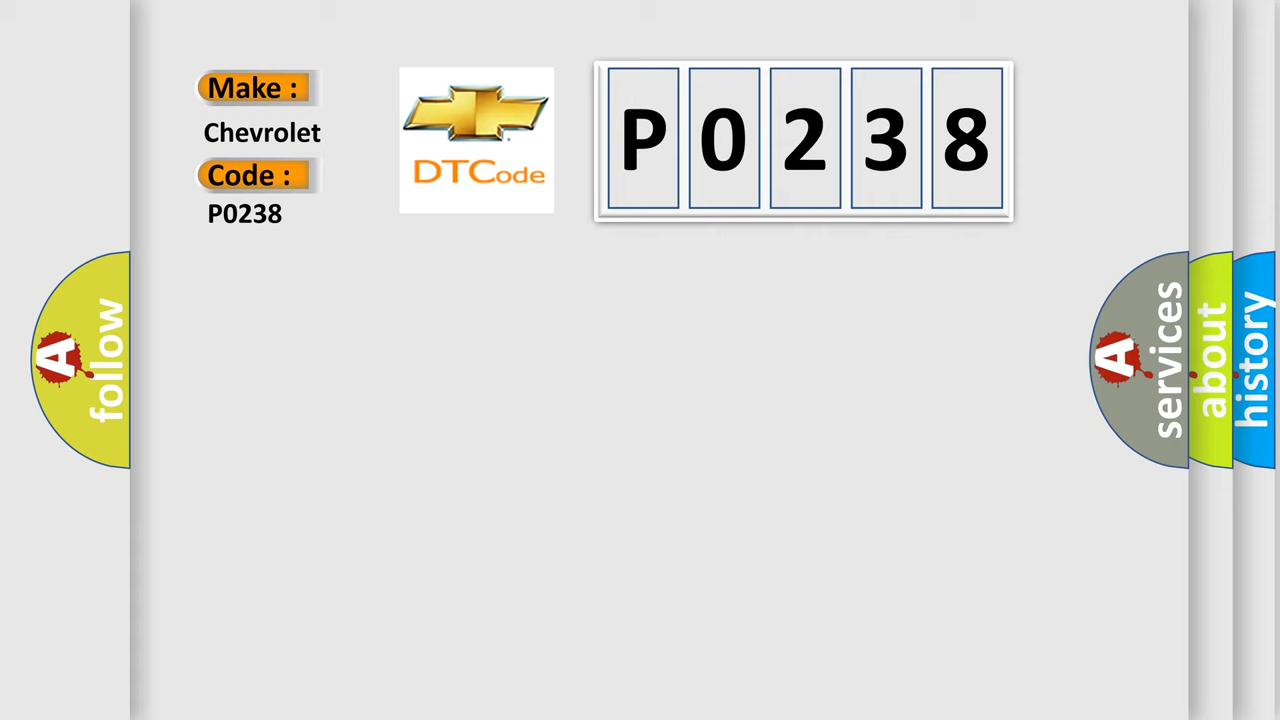 Make :
Chevrolet
Code :
P0238
DTCode
P 0 2 3 8
A follow
A services
about
history